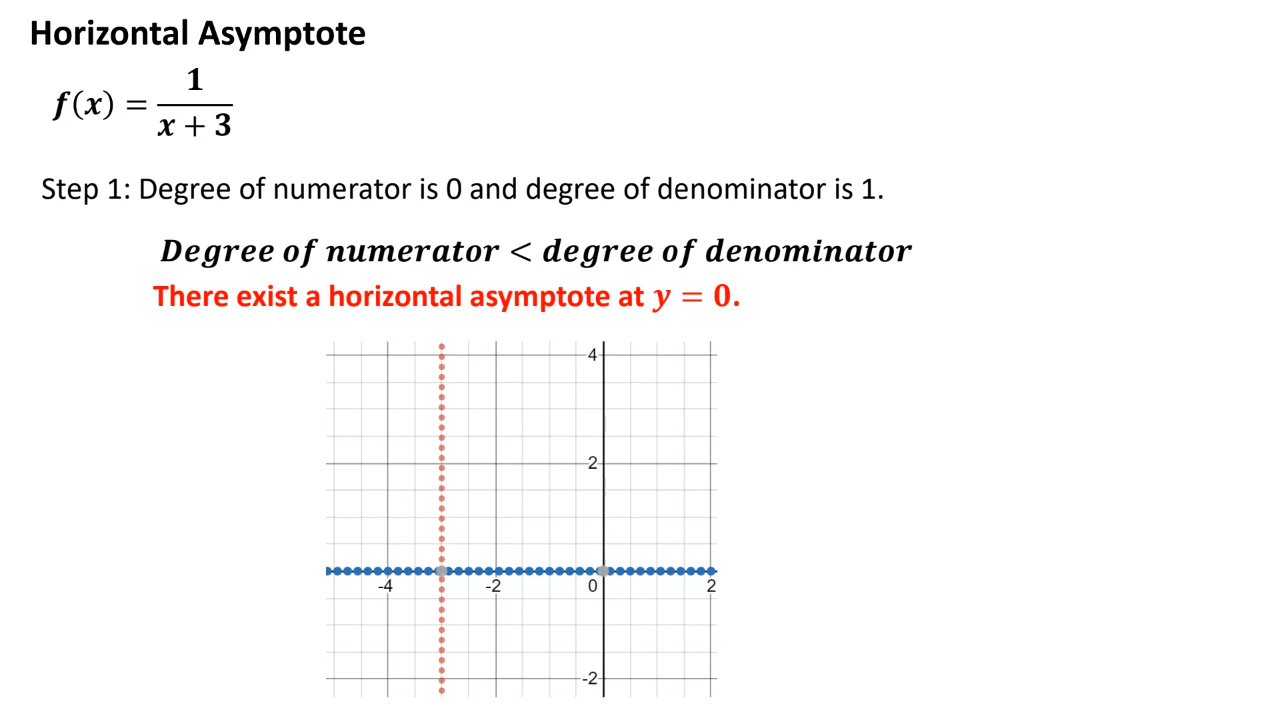 Horizontal Asymptote
f(x) = 1 / (x + 3)
Step 1: Degree of numerator is 0 and degree of denominator is 1.
Degree of numerator < degree of denominator
There exist a horizontal asymptote at y = 0.
4
2
-4 -2 0 2
-2